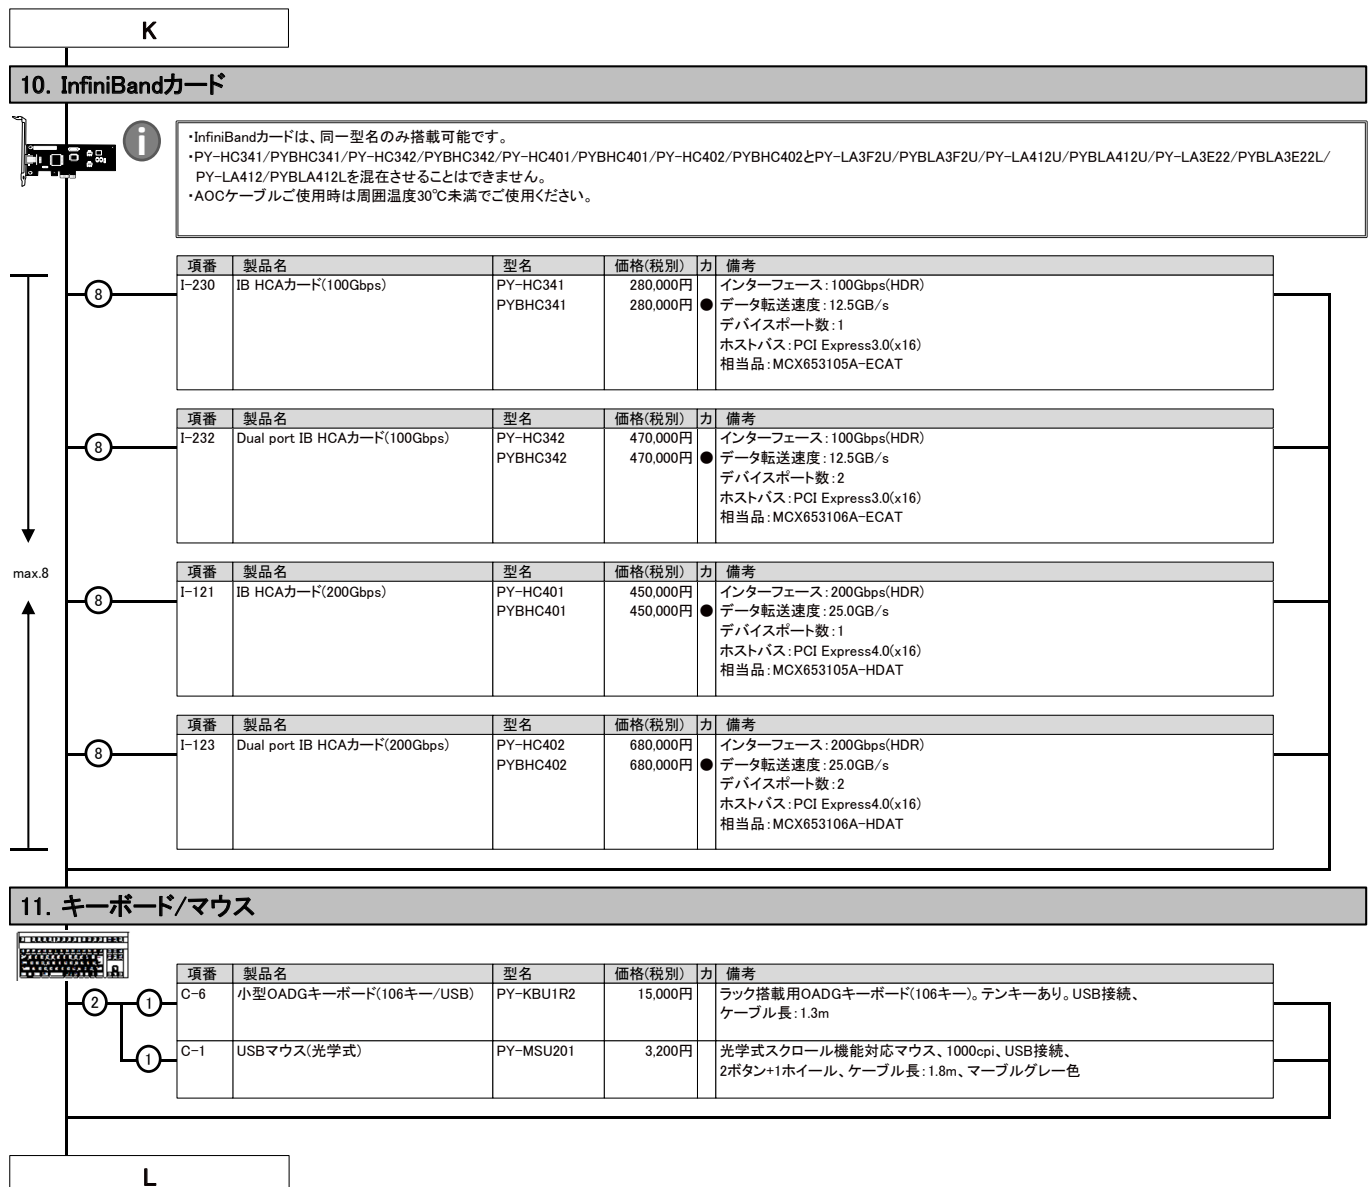 K
10. InfiniBandカード
i
・InfiniBandカードは、同一型名のみ搭載可能です。
・PY-HC341/PYBHC341/PY-HC342/PYBHC342/PY-HC401/PYBHC401/PY-HC402/PYBHC402とPY-LA3F2U/PYBLA3F2U/PY-LA412U/PYBLA412U/PY-LA3E22/PYBLA3E22L/
PY-LA412/PYBLA412Lを混在させることはできません。
・AOCケーブルご使用時は周囲温度30℃未満でご使用ください。
項番 製品名 型名 価格(税別) カ 備考
8 I-230 IB HCAカード(100Gbps) PY-HC341 280,000円 インターフェース：100Gbps(HDR)
PYBHC341 280,000円 ● データ転送速度：12.5GB/s
デバイスポート数：1
ホストバス：PCI Express3.0(x16)
相当品：MCX653105A-ECAT
項番 製品名 型名 価格(税別) カ 備考
8 I-232 Dual port IB HCAカード(100Gbps) PY-HC342 470,000円 インターフェース：100Gbps(HDR)
PYBHC342 470,000円 ● データ転送速度：12.5GB/s
デバイスポート数：2
ホストバス：PCI Express3.0(x16)
相当品：MCX653106A-ECAT
max.8
項番 製品名 型名 価格(税別) カ 備考
8 I-121 IB HCAカード(200Gbps) PY-HC401 450,000円 インターフェース：200Gbps(HDR)
PYBHC401 450,000円 ● データ転送速度：25.0GB/s
デバイスポート数：1
ホストバス：PCI Express4.0(x16)
相当品：MCX653105A-HDAT
項番 製品名 型名 価格(税別) カ 備考
8 I-123 Dual port IB HCAカード(200Gbps) PY-HC402 680,000円 インターフェース：200Gbps(HDR)
PYBHC402 680,000円 ● データ転送速度：25.0GB/s
デバイスポート数：2
ホストバス：PCI Express4.0(x16)
相当品：MCX653106A-HDAT
11. キーボード/マウス
項番 製品名 型名 価格(税別) カ 備考
2 1 C-6 小型OADGキーボード(106キー/USB) PY-KBU1R2 15,000円 ラック搭載用OADGキーボード(106キー)。テンキーあり。USB接続、
ケーブル長：1.3m
1 C-1 USBマウス(光学式) PY-MSU201 3,200円 光学式スクロール機能対応マウス、1000cpi、USB接続、
2ボタン+1ホイール、ケーブル長：1.8m、マーブルグレー色
L